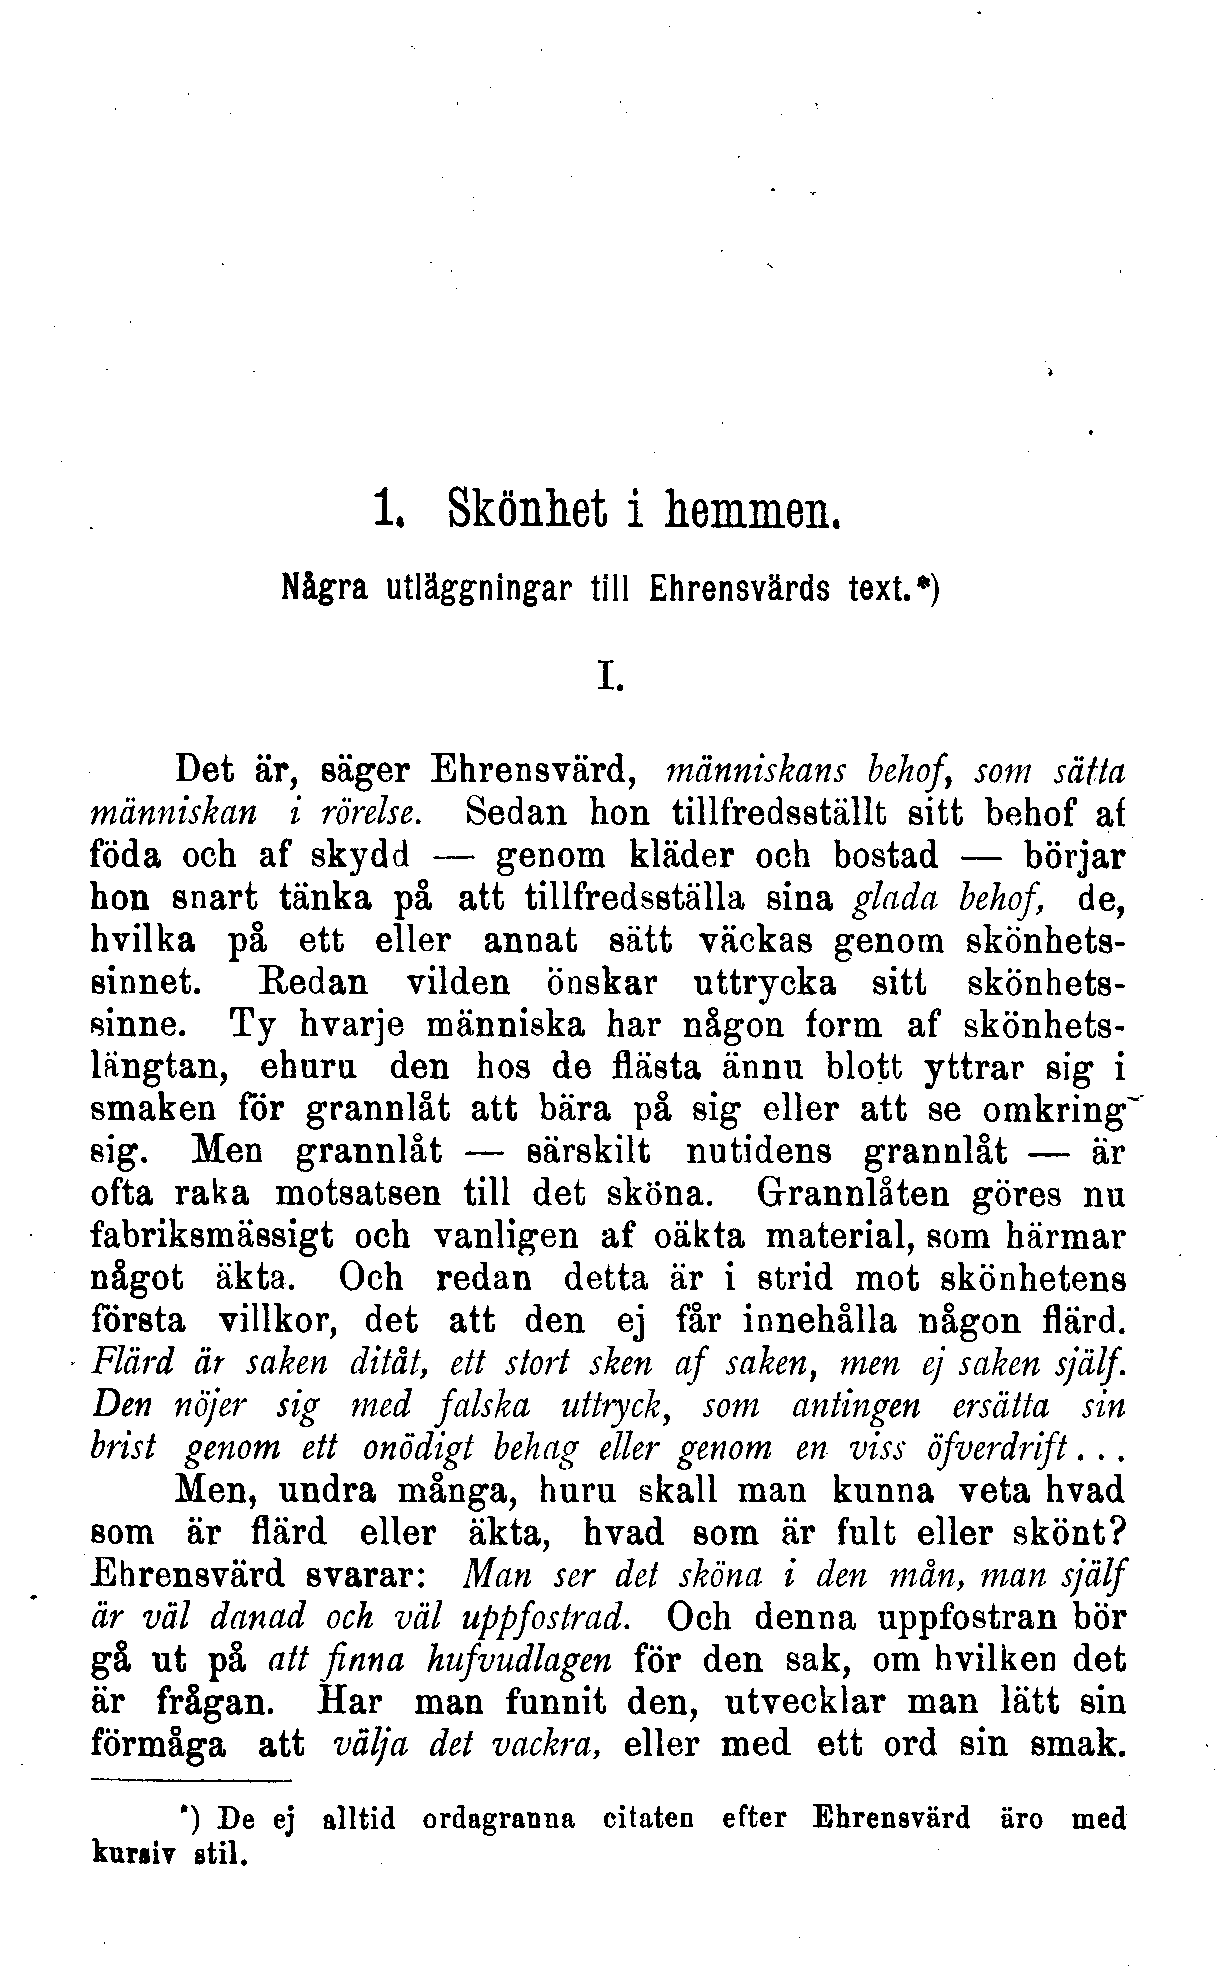 1. Skönhet i hemmen.
Några utläggningar till Ehrensvärds text.*)
I.
Det är, säger Ehrensvärd, människans behof, som sätta
människan i rörelse. Sedan hon tillfredsställt sitt behof af
föda och af skydd — genom kläder och bostad — börjar
hon snart tänka på att tillfredsställa sina glada behof, de,
hvilka på ett eller annat sätt väckas genom skönhets-
sinnet. Redan vilden önskar uttrycka sitt skönhets-
sinne. Ty hvarje människa har någon form af skönhets-
längtan, ehuru den hos de flästa ännu blott yttrar sig i
smaken för grannlåt att bära på sig eller att se omkring
sig. Men grannlåt — särskilt nutidens grannlåt — är
ofta raka motsatsen till det sköna. Grannlåten göres nu
fabriksmässigt och vanligen af oäkta material, som härmar
något äkta. Och redan detta är i strid mot skönhetens
första villkor, det att den ej får innehålla någon flärd.
Flärd är saken ditåt, ett stort sken af saken, men ej saken själf.
Den nöjer sig med falska uttryck, som antingen ersätta sin
brist genom ett onödigt behag eller genom en viss öfverdrift...
Men, undra många, huru skall man kunna veta hvad
som är flärd eller äkta, hvad som är fult eller skönt?
Ehrensvärd svarar: Man ser det sköna i den mån, man själf
är väl danad och väl uppfostrad. Och denna uppfostran bör
gå ut på att finna hufvudlagen för den sak, om hvilken det
är frågan. Har man funnit den, utvecklar man lätt sin
förmåga att välja det vackra, eller med ett ord sin smak.
*) De ej alltid ordagranna citaten efter Ehrensvärd äro med
kursiv stil.